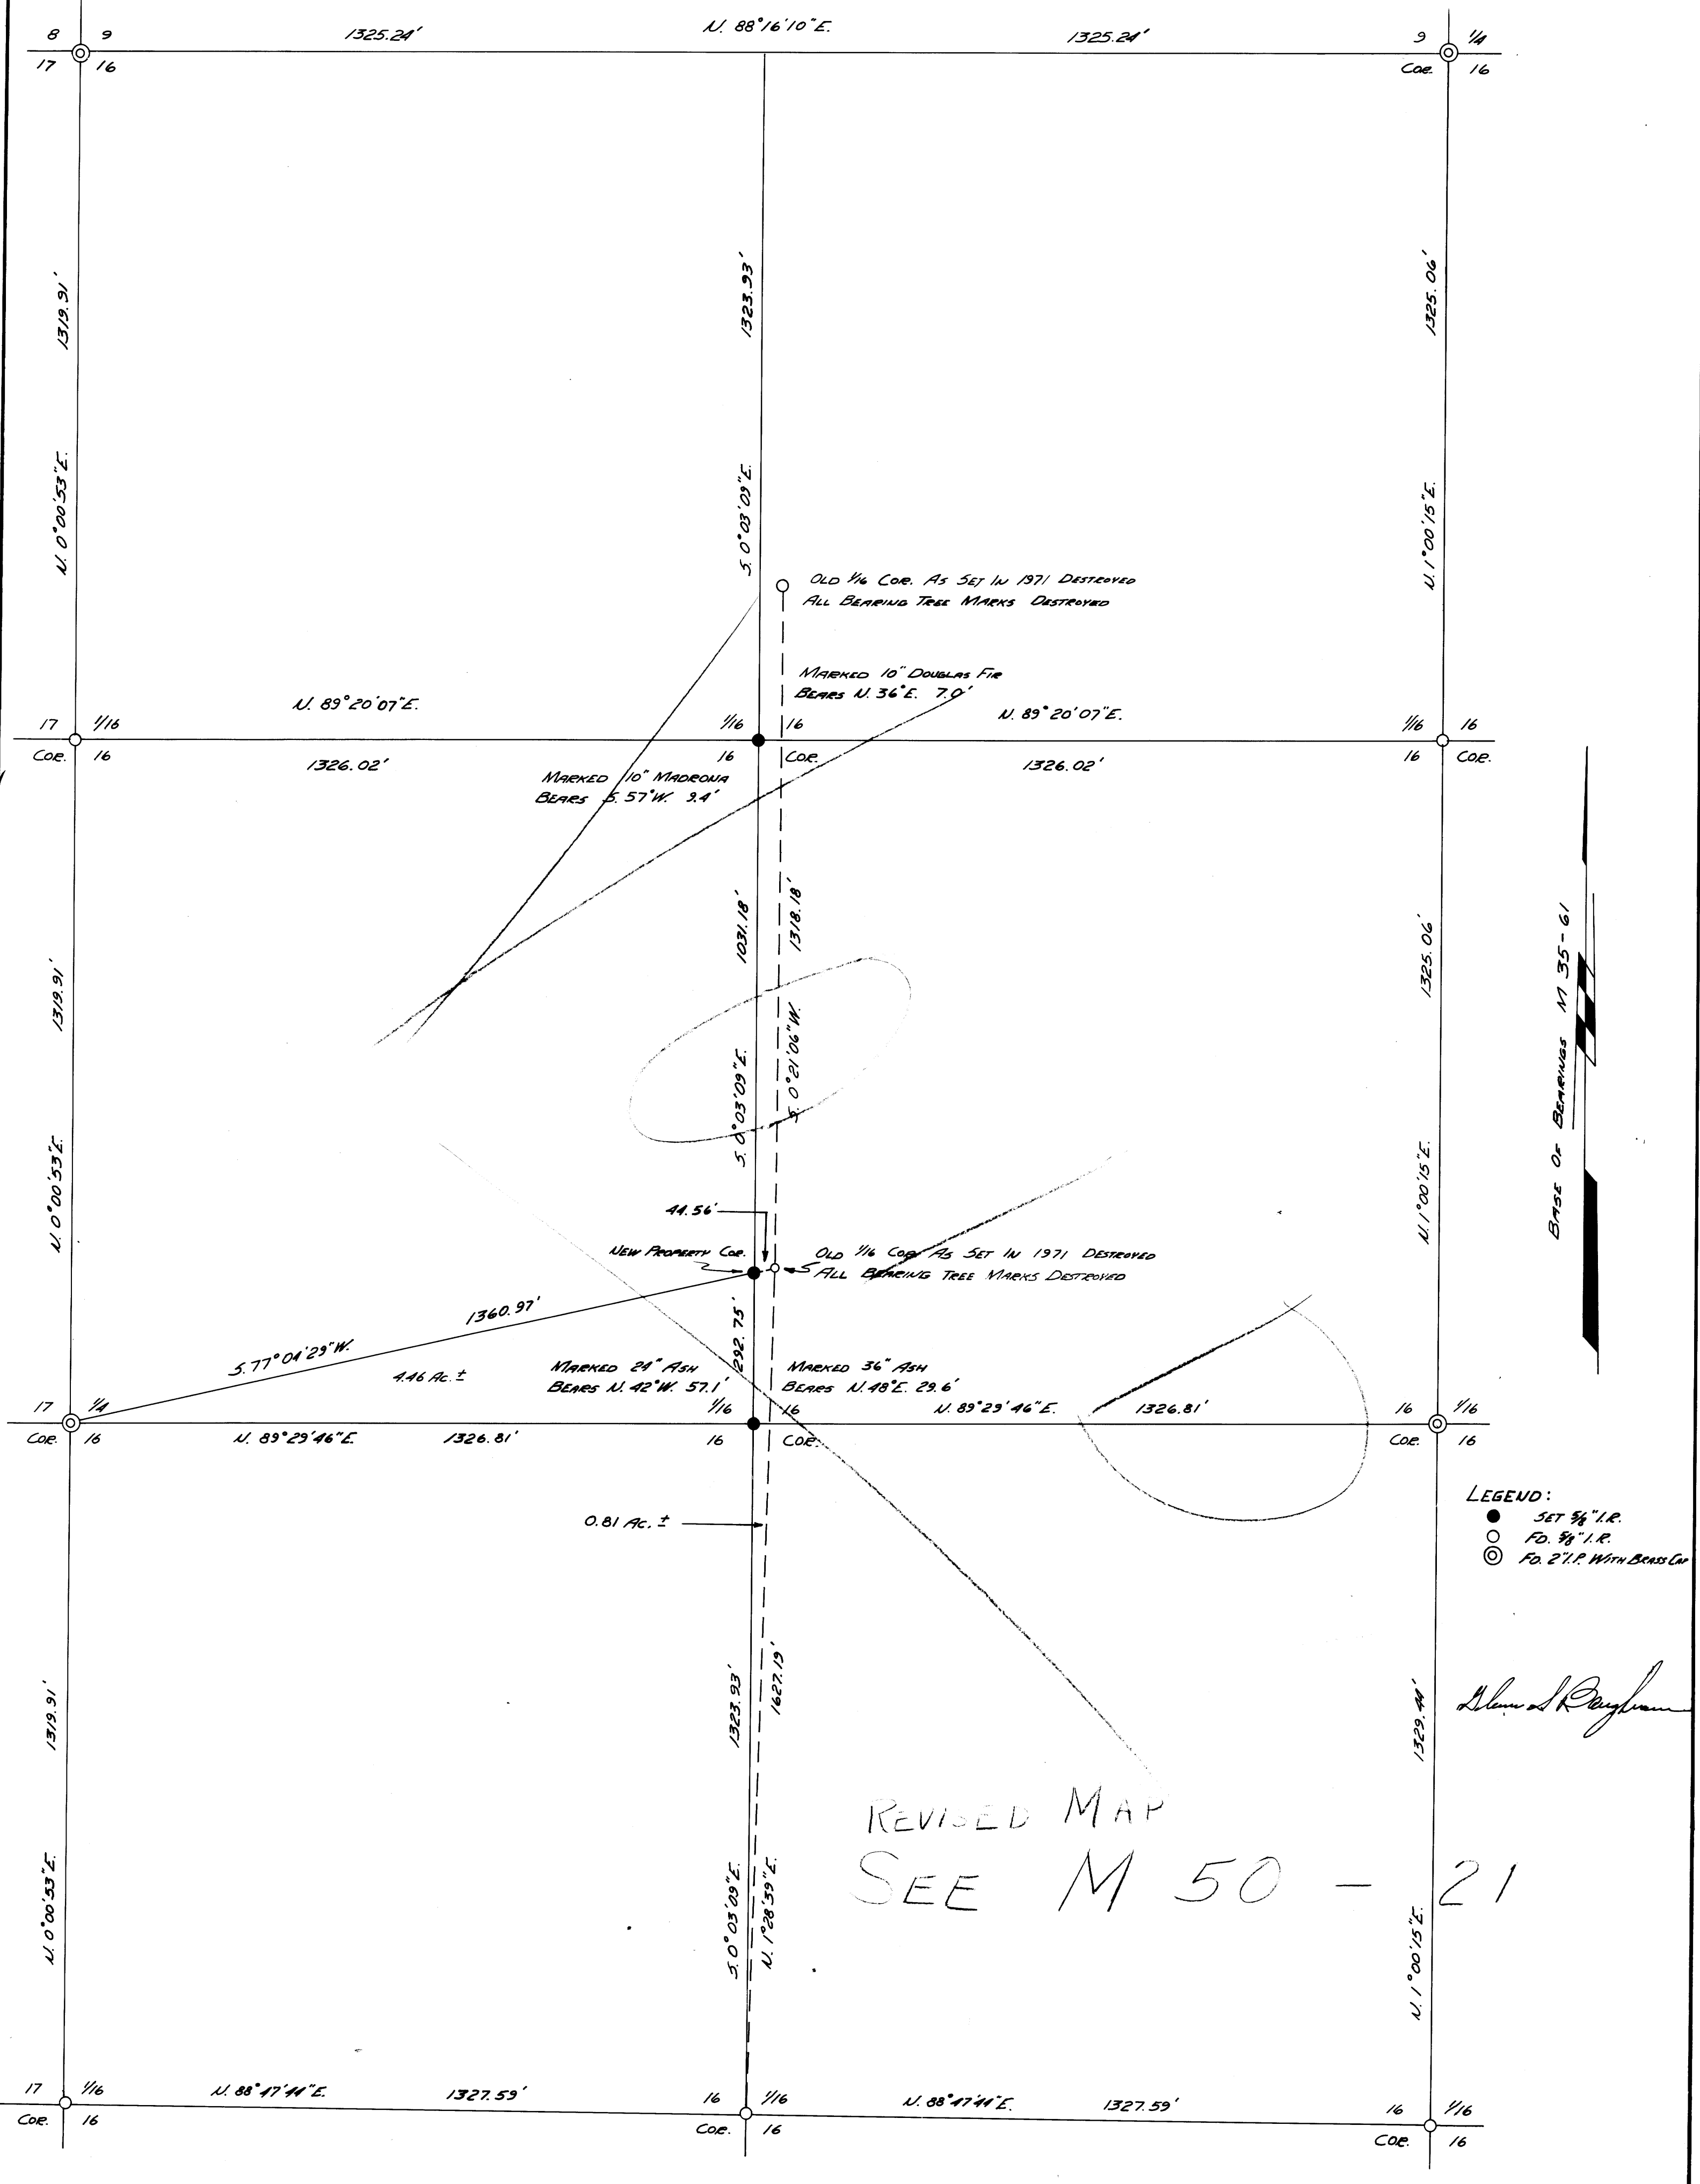 N. 88°16'10"E.
8 9
1325.24'
1325.24'
9 1/4
17 16
COR. 16
1319.91'
1323.93'
1325.06'
N. 0°00'53"E.
S. 0°03'09"E.
N. 1°00'15"E.
OLD 1/16 COR. AS SET IN 1971 DESTROYED
ALL BEARING TREE MARKS DESTROYED
MARKED 10" DOUGLAS FIR
BEARS N. 36°E. 7.0'
N. 89°20'07"E.
N. 89°20'07"E.
17 1/16
1/16 16
1/16 16
COR. 16
1326.02'
16 COR.
1326.02'
16 COR.
MARKED 10" MADRONA
BEARS S. 57°W. 9.4'
1319.91'
1031.18'
1318.18'
1325.06'
BASE OF BEARINGS M 35-61
N. 0°00'53"E.
S. 0°03'09"E.
S. 0°21'06"W.
N. 1°00'15"E.
44.56'
NEW PROPERTY COR.
OLD 1/16 COR. AS SET IN 1971 DESTROYED
ALL BEARING TREE MARKS DESTROYED
1360.97'
S. 77°04'29"W.
4.46 AC. ±
292.75'
MARKED 24" ASH
BEARS N. 42°W. 57.1'
MARKED 36" ASH
BEARS N. 48°E. 29.6'
17 1/4
1/16 16
N. 89°29'46"E. 1326.81'
16 1/16
COR. 16
N. 89°29'46"E. 1326.81'
16 COR.
COR. 16
0.81 AC. ±
LEGEND:
SET 5/8" I.R.
FD. 5/8" I.R.
FD. 2" I.P. WITH BRASS CAP
1319.91'
1323.93'
1627.19'
1329.44'
REVISED MAP
SEE M 50 - 21
N. 0°00'53"E.
S. 0°03'09"E.
N. 1°28'39"E.
N. 1°00'15"E.
17 1/16
N. 88°47'44"E. 1327.59'
16 1/16
N. 88°47'44"E. 1327.59'
16 1/16
COR. 16
COR. 16
COR. 16